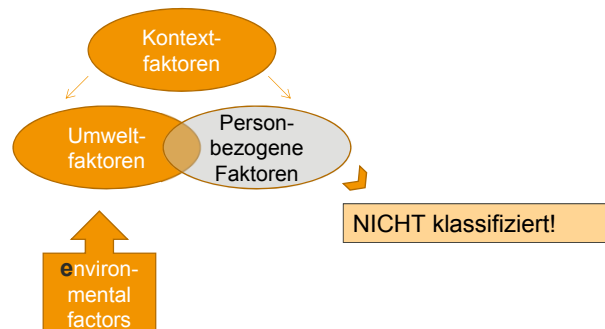 Kontext-
faktoren
Umwelt-
faktoren
Person-
bezogene
Faktoren
NICHT klassifiziert!
environ-
mental
factors